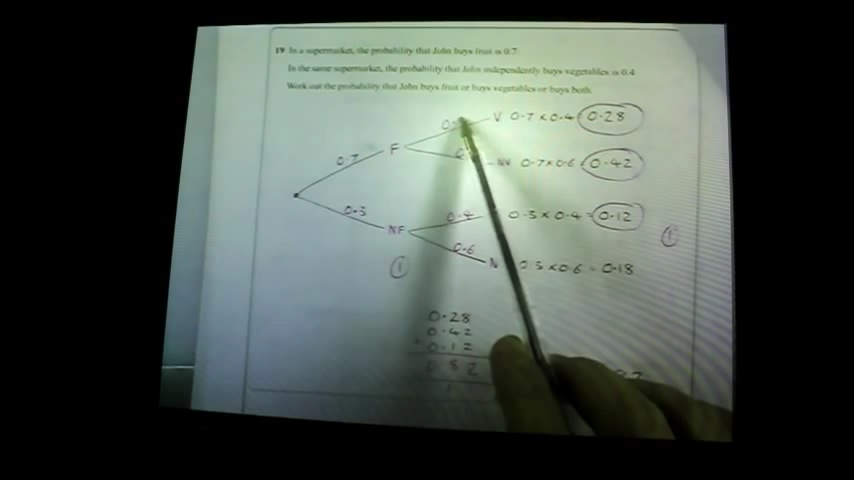 19 In a supermarket, the probability that John buys fruit is 0.7
In the same supermarket, the probability that John independently buys vegetables is 0.4
Work out the probability that John buys fruit or buys vegetables or buys both.
V 0.7 x 0.4 = 0.28
0.7 F
NV 0.7 x 0.6 = 0.42
0.3 NF 0.4 0.3 x 0.4 = 0.12
1
0.6 N 0.3 x 0.6 = 0.18
1
0.28
0.42
+ 0.12
0 8 2
1